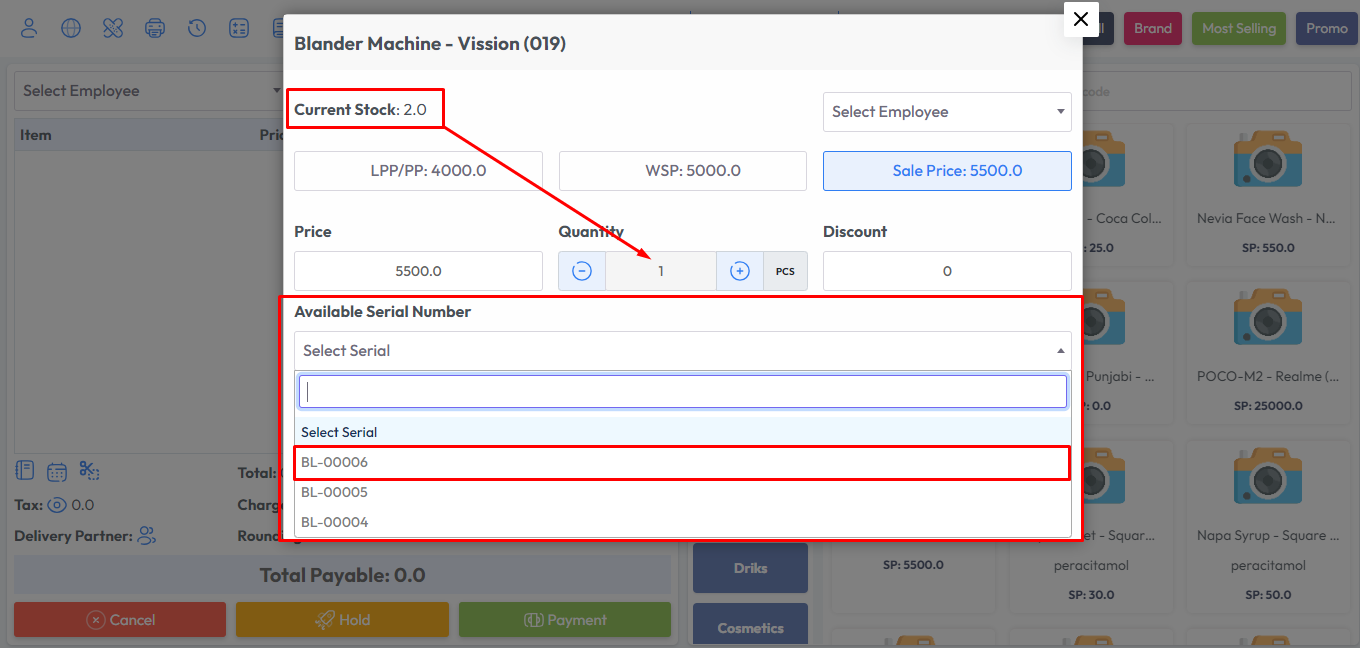 Brand
Most Selling
Promo
Blander Machine - Vission (019)
Select Employee
Current Stock: 2.0
Select Employee
code
Item
LPP/PP: 4000.0
WSP: 5000.0
Sale Price: 5500.0
- Coca Col...
Nevia Face Wash - N...
: 25.0
SP: 550.0
Price
Quantity
Discount
5500.0
1
PCS
0
Available Serial Number
Select Serial
Select Serial
BL-00006
BL-00005
BL-00004
Punjabi - ...
POCO-M2 - Realme (...
: 0.0
SP: 25000.0
Total:
Tax: 0.0
Delivery Partner:
et - Squar...
Napa Syrup - Square ...
peracitamol
peracitamol
SP: 5500.0
SP: 30.0
SP: 50.0
Total Payable: 0.0
Driks
Cancel
Hold
Payment
Cosmetics